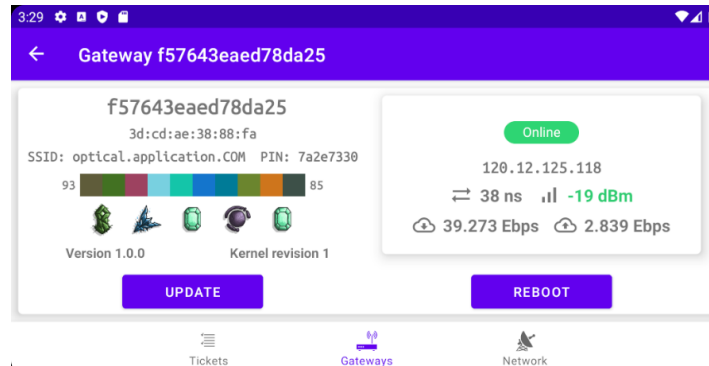 3:29
Gateway f57643eaed78da25
f57643eaed78da25
3d:cd:ae:38:88:fa
SSID: optical.application.COM PIN: 7a2e7330
93 85
Version 1.0.0 Kernel revision 1
UPDATE
Online
120.12.125.118
38 ns -19 dBm
39.273 Ebps 2.839 Ebps
REBOOT
Tickets Gateways Network